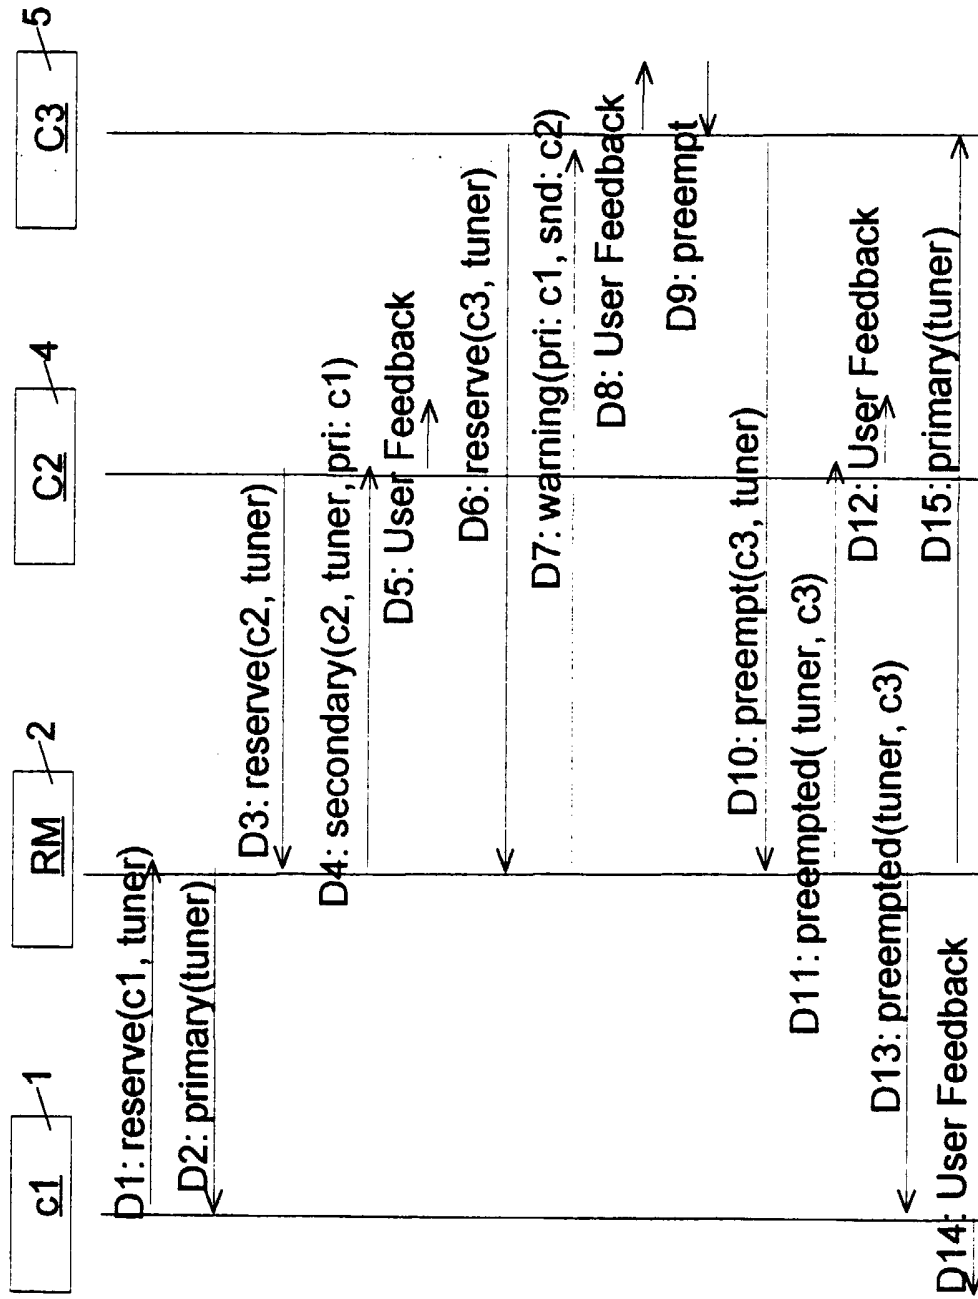 c1
1
RM
2
C2
4
C3
5
D1: reserve(c1, tuner)
D2: primary(tuner)
D3: reserve(c2, tuner)
D4: secondary(c2, tuner, pri: c1)
D5: User Feedback
D6: reserve(c3, tuner)
D7: warning(pri: c1, snd: c2)
D8: User Feedback
D9: preempt
D10: preempt(c3, tuner)
D11: preempted( tuner, c3)
D12: User Feedback
D13: preempted(tuner, c3)
D15: primary(tuner)
D14: User Feedback